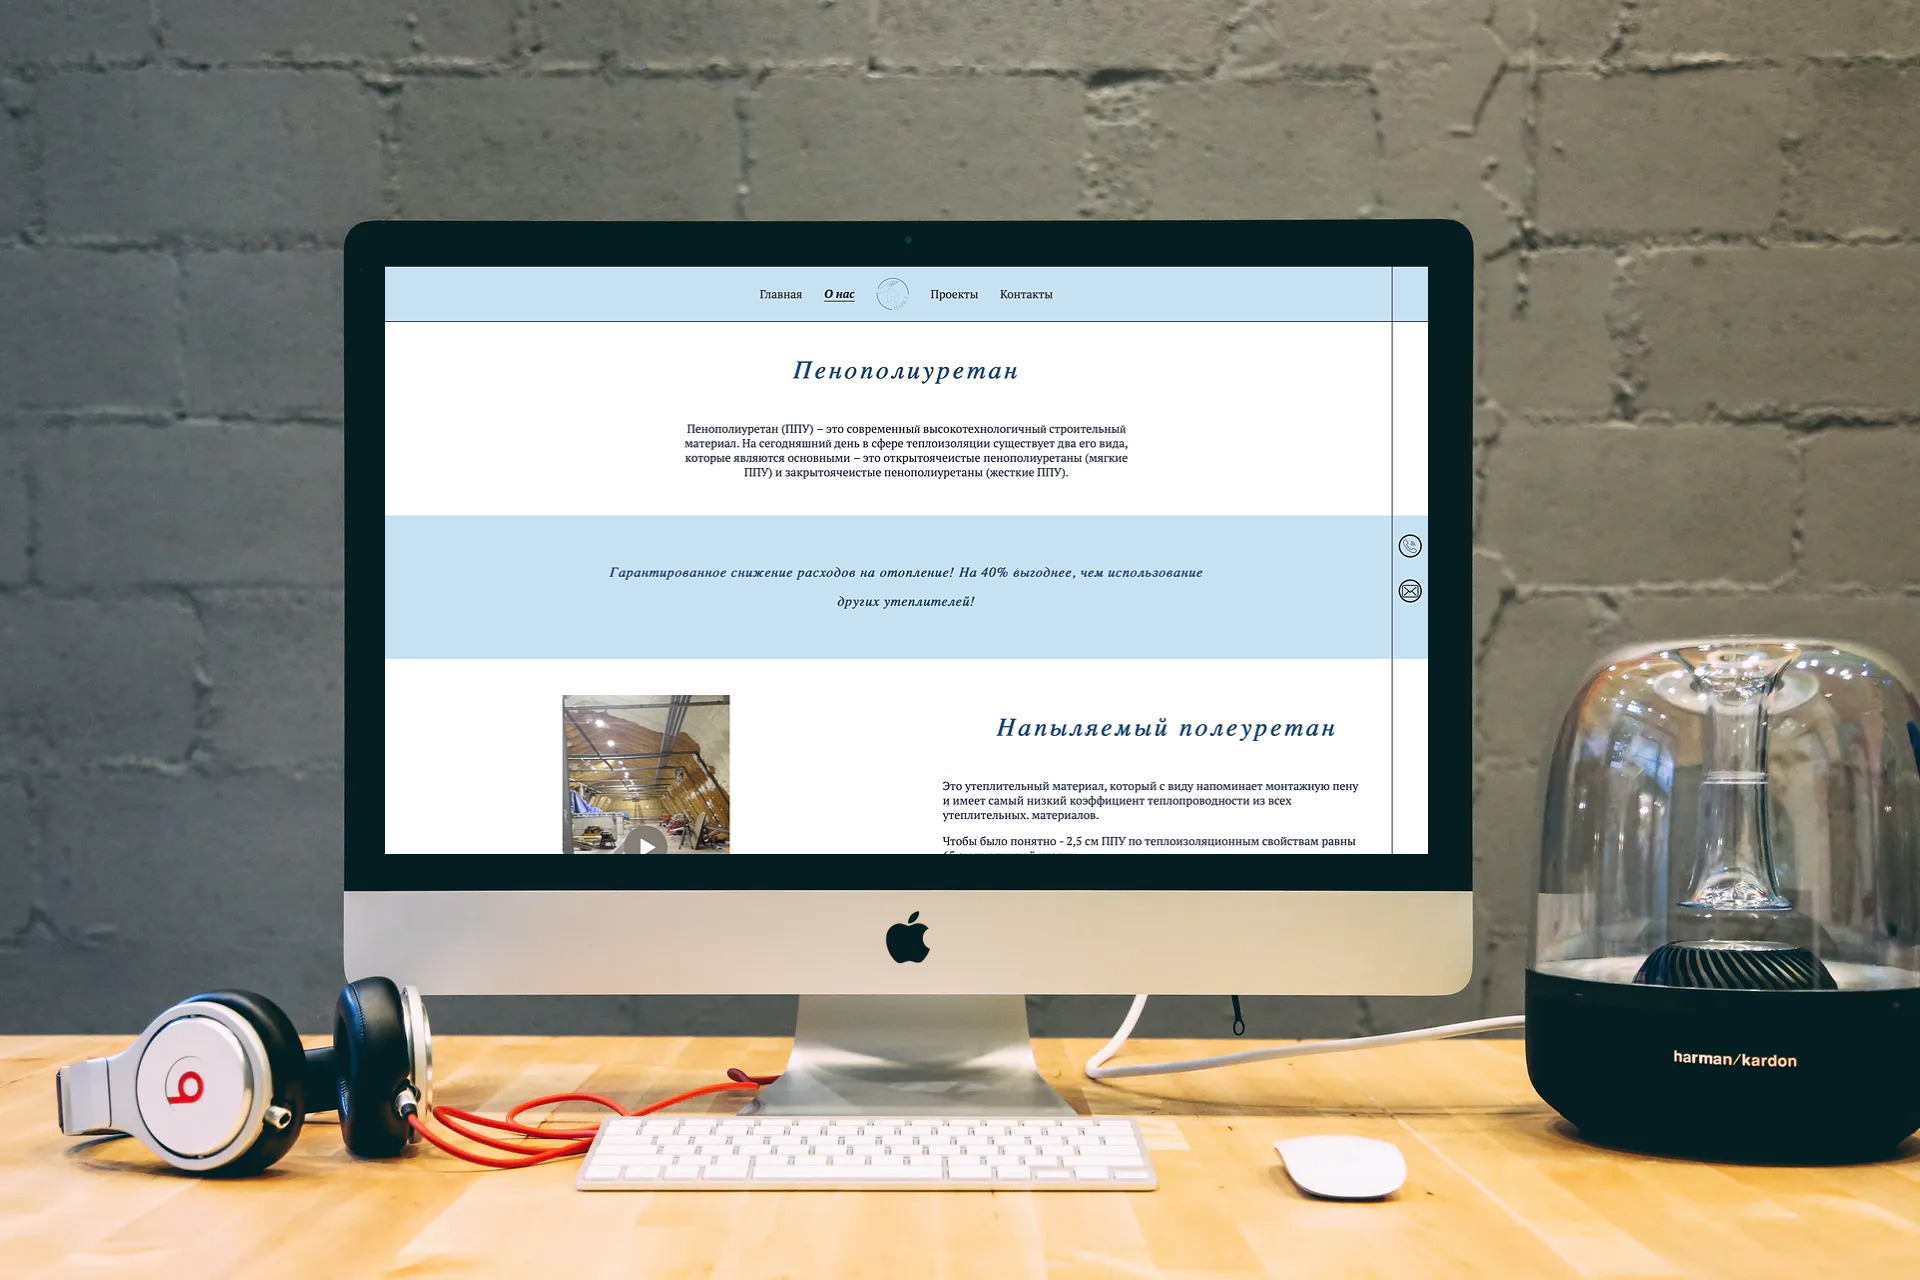 Главная О нас Проекты Контакты
Пенополиуретан
Пенополиуретан (ППУ) – это современный высокотехнологичный строительный
материал. На сегодняшний день в сфере теплоизоляции существует два его вида,
которые являются основными – это открытоячеистые пенополиуретаны (мягкие
ППУ) и закрытоячеистые пенополиуретаны (жесткие ППУ).
Гарантированное снижение расходов на отопление! На 40% выгоднее, чем использование
других утеплителей!
Напыляемый полеуретан
Это утеплительный материал, который с виду напоминает монтажную пену
и имеет самый низкий коэффициент теплопроводности из всех
утеплительных. материалов.
Чтобы было понятно - 2,5 см ППУ по теплоизоляционным свойствам равны
harman/kardon